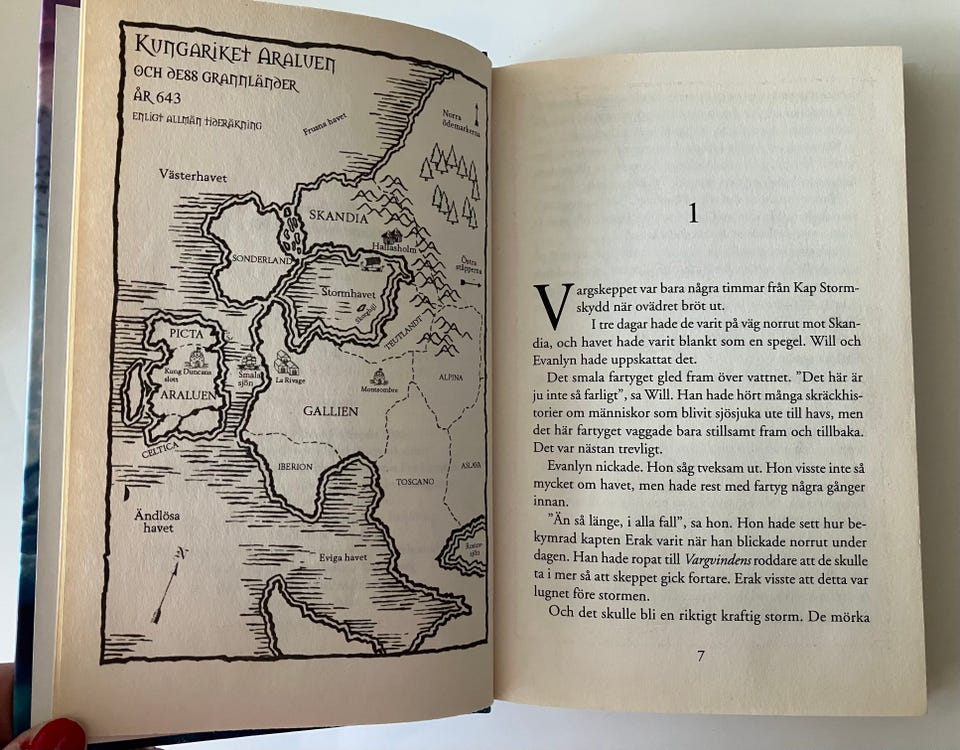 Kungariket Araluen
och dess grannländer
År 643
enligt allmän tideräkning
Fruana havet
Norra
ödemarkerna
Västerhavet
SKANDIA
Hallasholm
SONDERLAND
Östra
stäpperna
Stormhavet
Skorghijl
TEUTLANDT
PICTA
Kung Duncans
slott
Smala
sjön
La Rivage
Montsombre
ALPINA
ARALUEN
GALLIEN
CELTICA
IBERION
TOSCANO
ASLAVA
Ändlösa
havet
Eviga havet
N
1
Vargskeppet var bara några timmar från Kap Storm-
skydd när ovädret bröt ut.
I tre dagar hade de varit på väg norrut mot Skan-
dia, och havet hade varit blankt som en spegel. Will och
Evanlyn hade uppskattat det.
Det smala fartyget gled fram över vattnet. ”Det här är
ju inte så farligt”, sa Will. Han hade hört många skräckhis-
torier om människor som blivit sjösjuka ute till havs, men
det här fartyget vaggade bara stillsamt fram och tillbaka.
Det var nästan trevligt.
Evanlyn nickade. Hon såg tveksam ut. Hon visste inte så
mycket om havet, men hade rest med fartyg några gånger
innan.
”Än så länge, i alla fall”, sa hon. Hon hade sett hur be-
kymrad kapten Erak varit när han blickade norrut under
dagen. Han hade ropat till Vargvindens roddare att de skulle
ta i mer så att skeppet gick fortare. Erak visste att detta var
lugnet före stormen.
Och det skulle bli en riktigt kraftig storm. De mörka
7